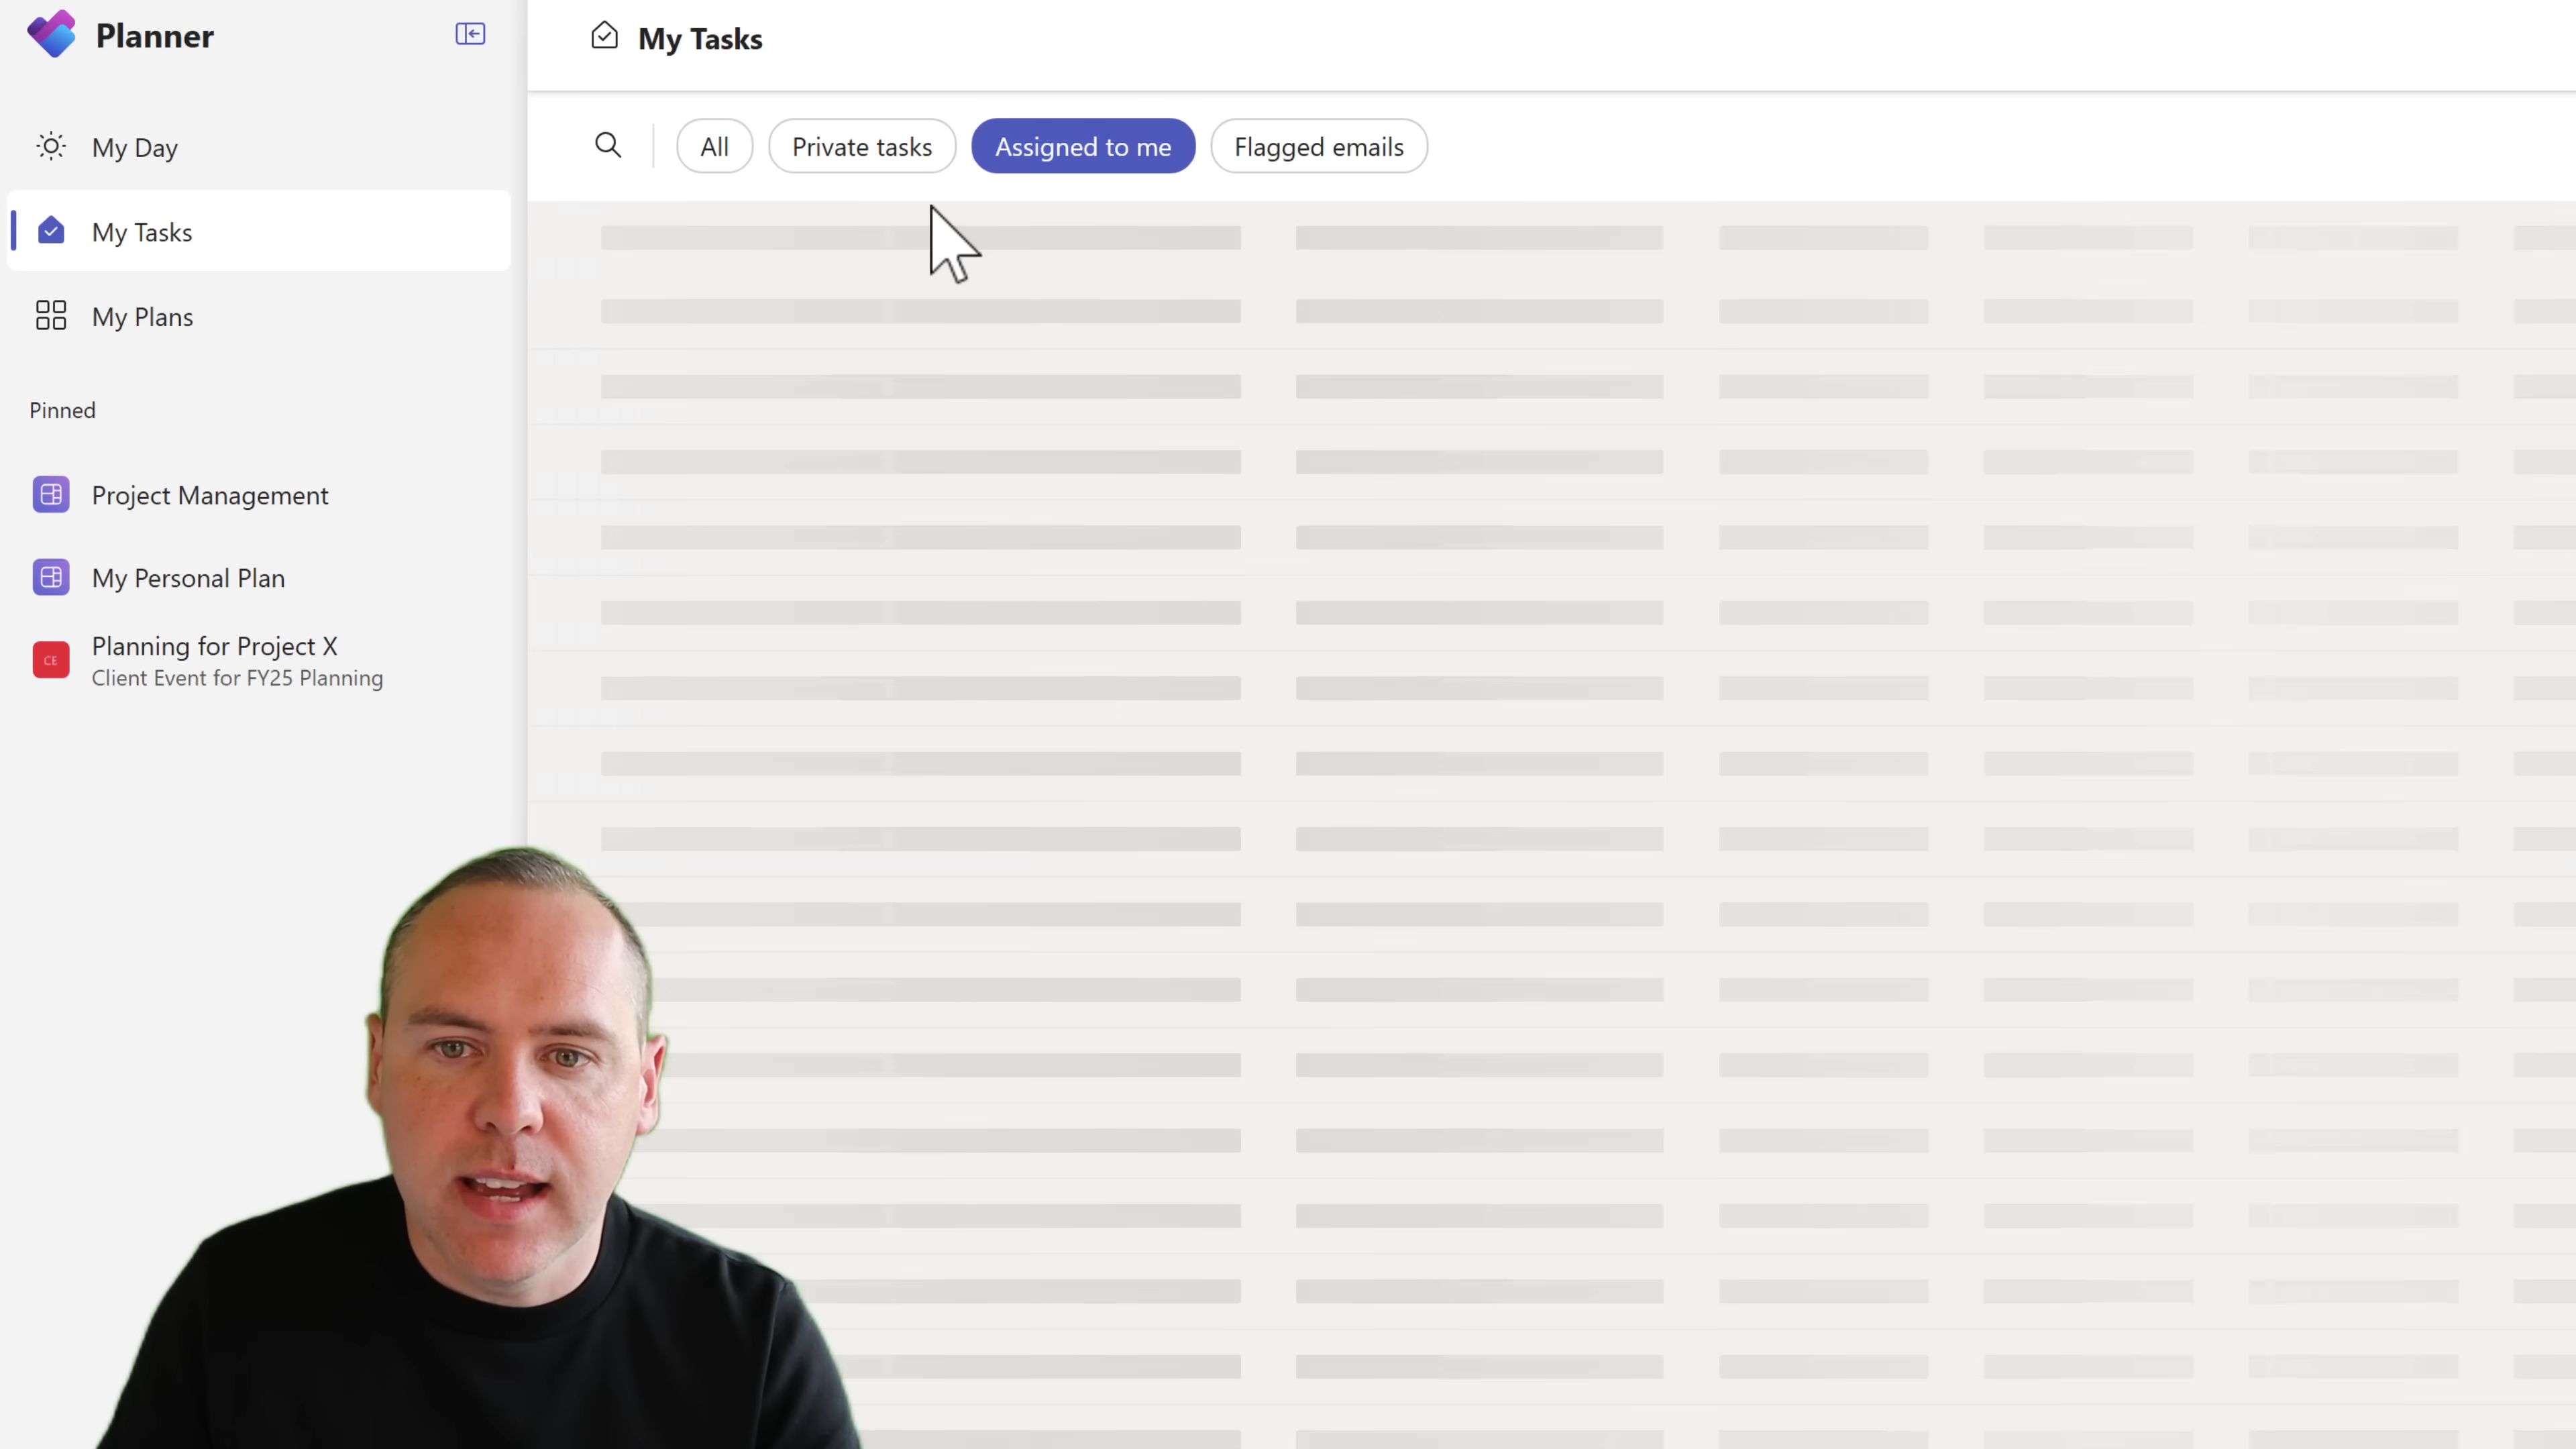 Planner
My Day
My Tasks
My Plans
Pinned
Project Management
My Personal Plan
CE
Planning for Project X
Client Event for FY25 Planning
My Tasks
All
Private tasks
Assigned to me
Flagged emails